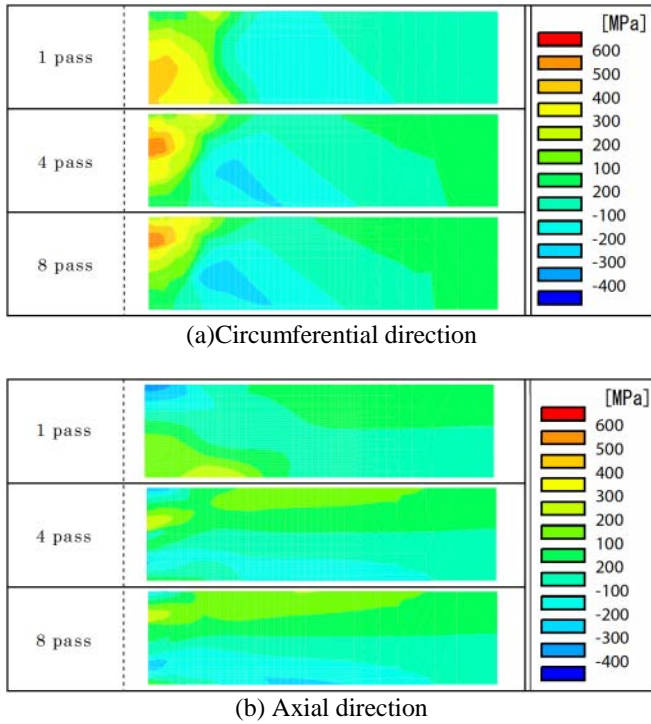 [MPa]
1 pass
600
500
400
300
4 pass
200
100
200
-100
-200
8 pass
-300
-400
(a)Circumferential direction
[MPa]
1 pass
600
500
400
300
4 pass
200
100
200
-100
-200
8 pass
-300
-400
(b) Axial direction